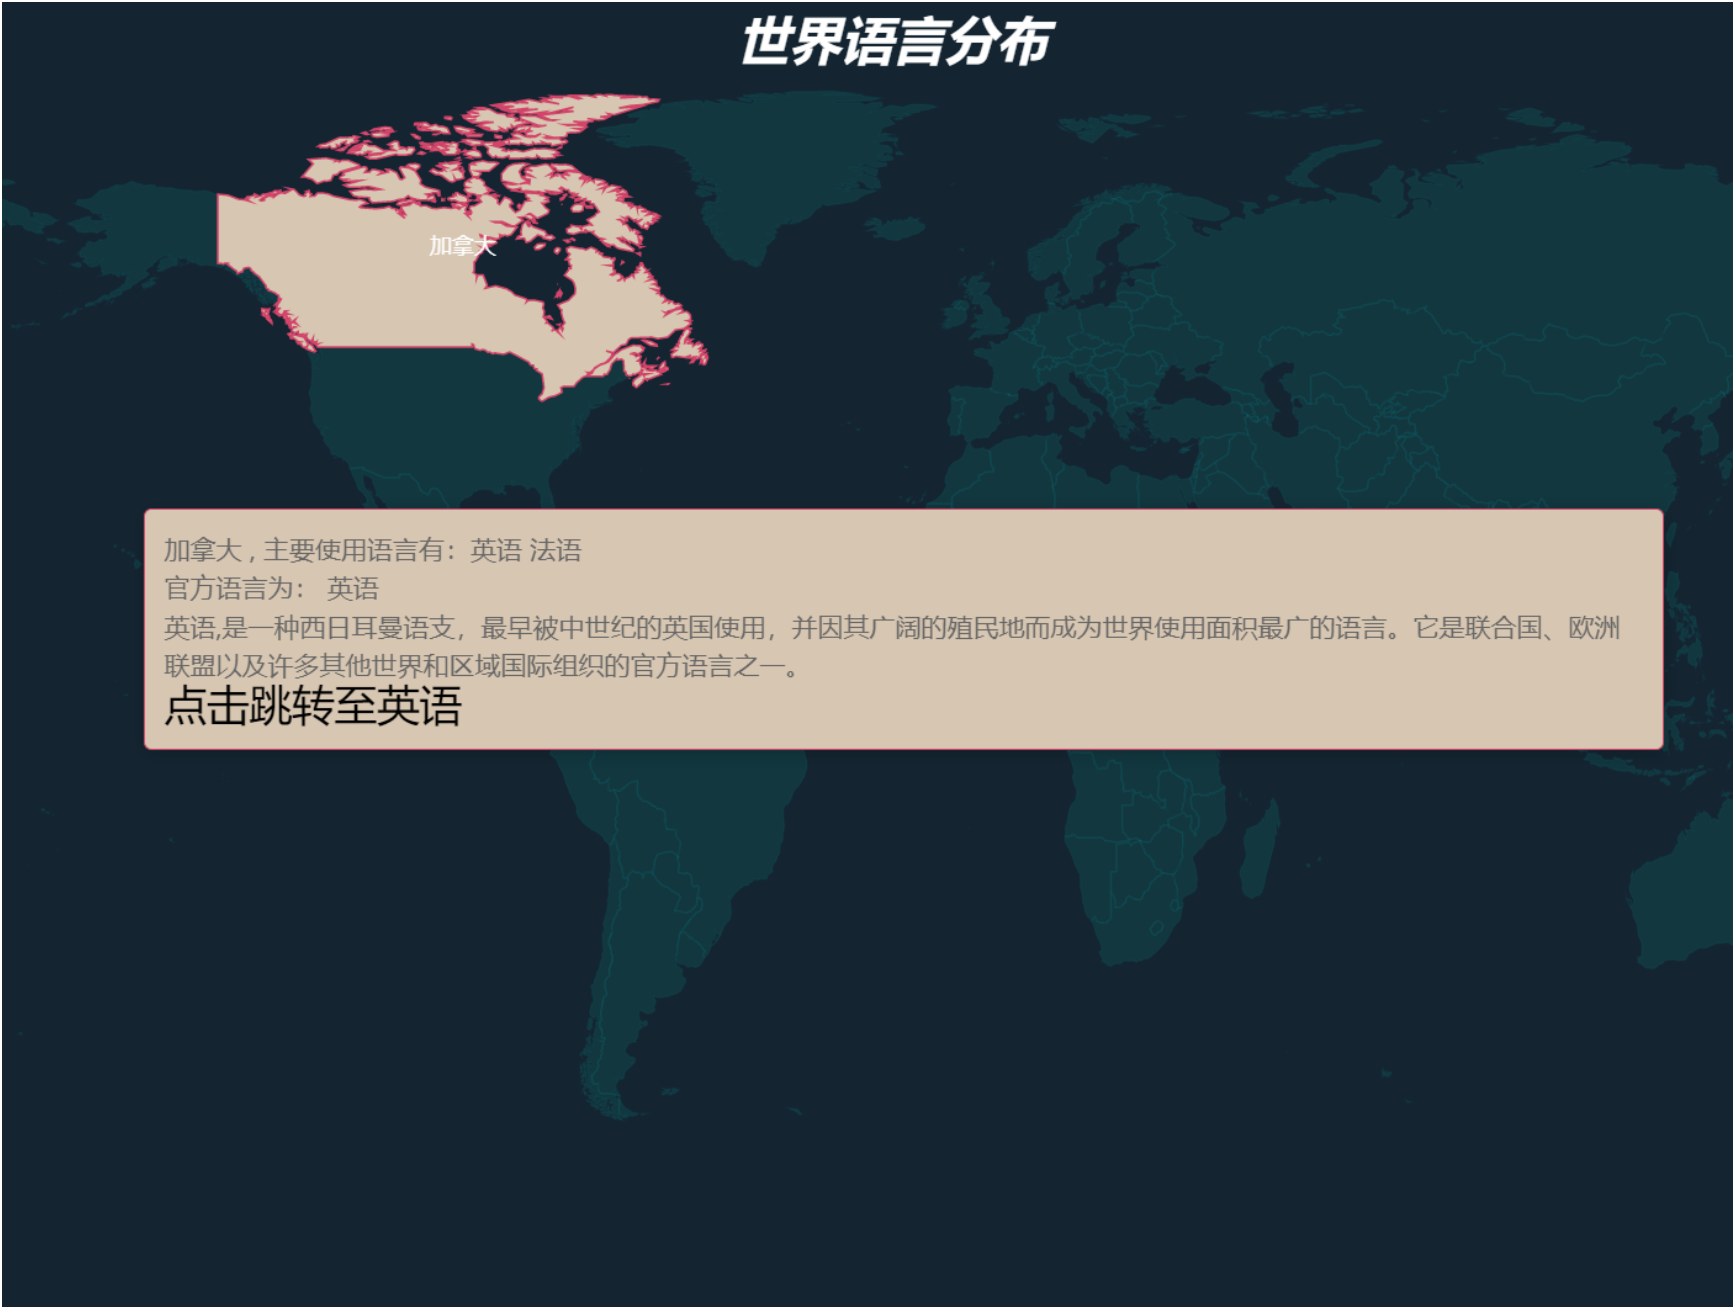 世界语言分布
加拿大
加拿大 , 主要使用语言有：英语 法语
官方语言为： 英语
英语,是一种西日耳曼语支，最早被中世纪的英国使用，并因其广阔的殖民地而成为世界使用面积最广的语言。它是联合国、欧洲
联盟以及许多其他世界和区域国际组织的官方语言之一。
点击跳转至英语